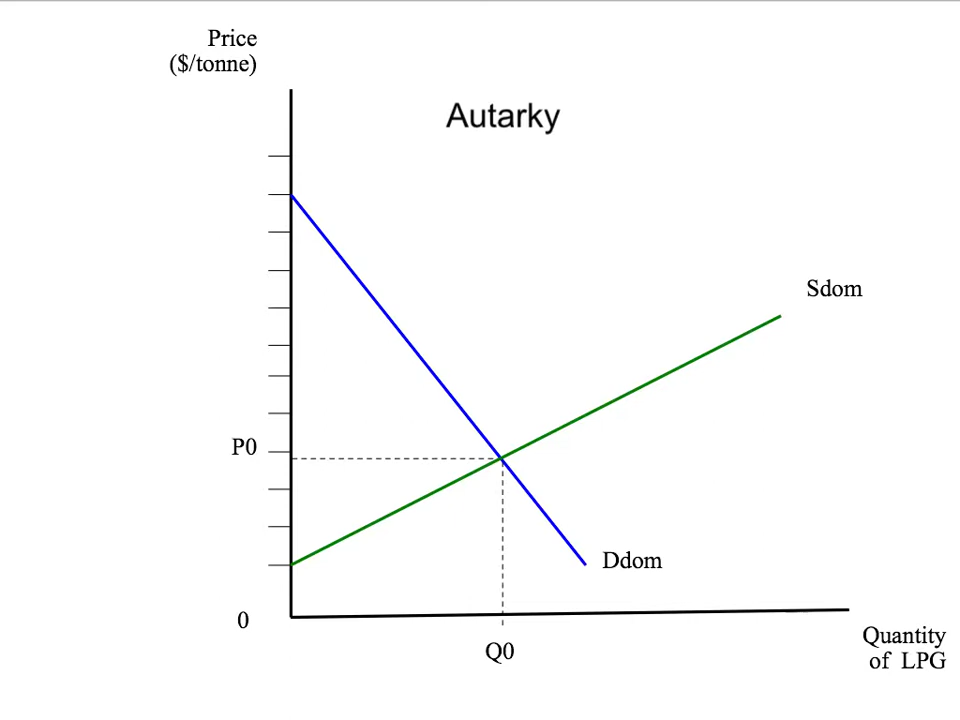 Price
($/tonne)
Autarky
Sdom
P0
Ddom
0
Q0
Quantity
of LPG